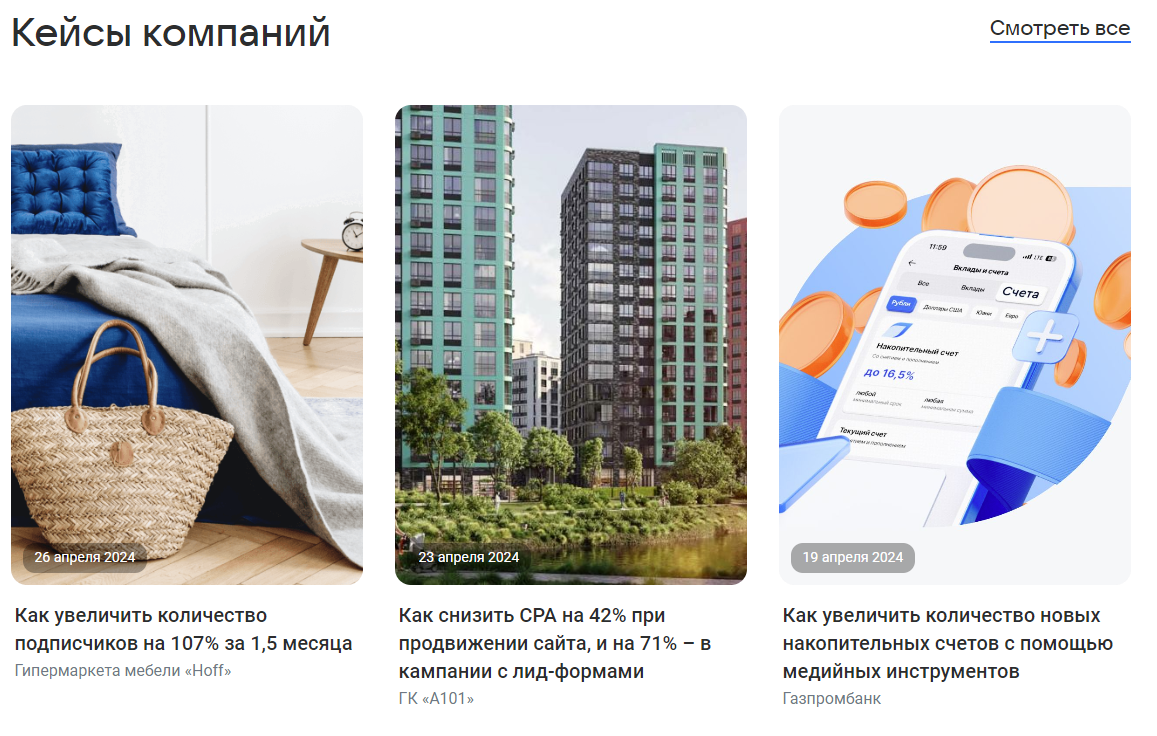 Кейсы компаний
Смотреть все
26 апреля 2024
Как увеличить количество
подписчиков на 107% за 1,5 месяца
Гипермаркета мебели «Hoff»
23 апреля 2024
Как снизить CPA на 42% при
продвижении сайта, и на 71% – в
кампании с лид-формами
ГК «А101»
11:59
LTE
Вклады и счета
Все Вклады Счета
Рубли Доллары США Юани Евро
Накопительный счет
Со снятием и пополнением
до 16,5%
любой любая
минимальный срок минимальная сумма
Текущий счет
19 апреля 2024
Как увеличить количество новых
накопительных счетов с помощью
медийных инструментов
Газпромбанк